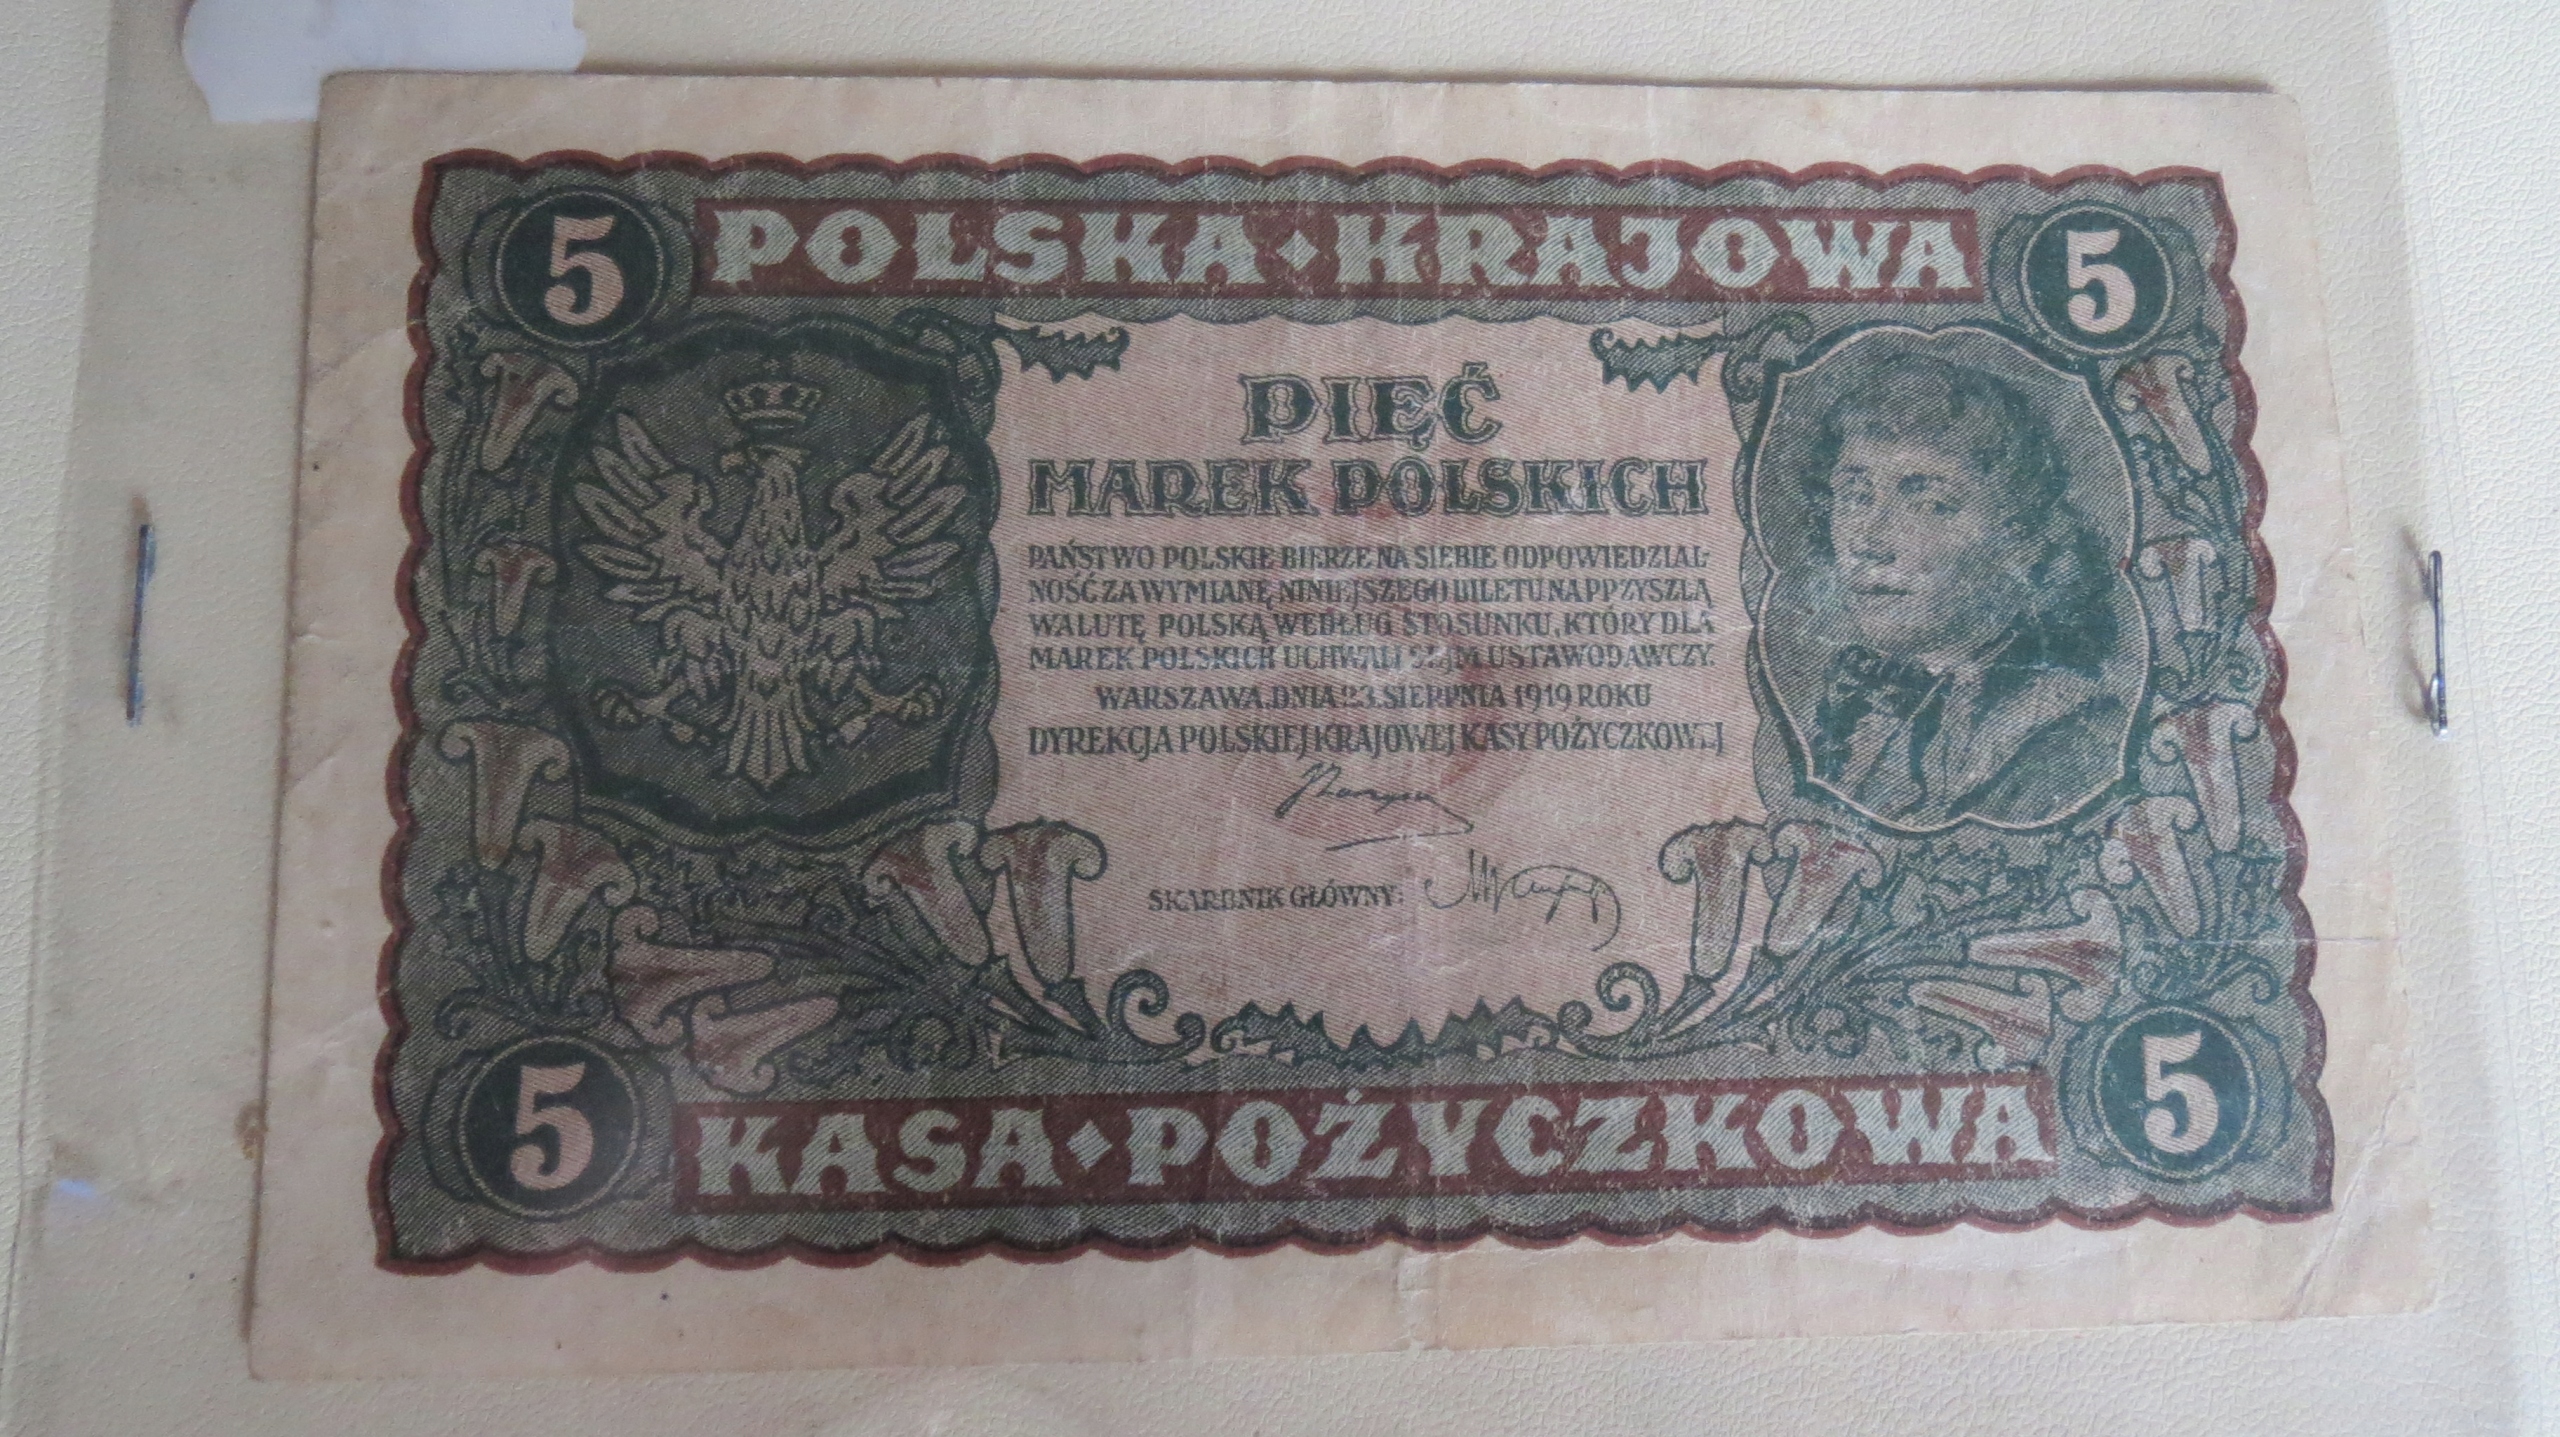 5 POLSKA KRAJOWA 5
PIĘĆ
MAREK POLSKICH
PAŃSTWO POLSKIE BIERZE NA SIEBIE ODPOWIEDZIAL-
NOŚĆ ZA WYMIANĘ NINIEJSZEGO BILETU NA PRZYSZŁĄ
WALUTĘ POLSKĄ WEDŁUG STOSUNKU, KTÓRY DLA
MAREK POLSKICH UCHWALI SEJM USTAWODAWCZY.
WARSZAWA, DNIA 23. SIERPNIA 1919 ROKU
DYREKCJA POLSKIEJ KRAJOWEJ KASY POŻYCZKOWEJ
SKARBNIK GŁÓWNY:
5 KASA POŻYCZKOWA 5